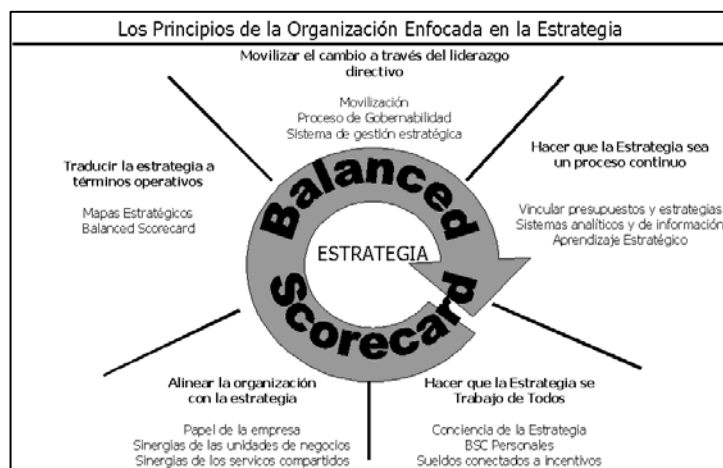 Los Principios de la Organización Enfocada en la Estrategia
Movilizar el cambio a través del liderazgo
directivo
Movilización
Proceso de Gobernabilidad
Sistema de gestión estratégica
Traducir la estrategia a
términos operativos
Mapas Estratégicos
Balanced Scorecard
Hacer que la Estrategia sea
un proceso continuo
Vincular presupuestos y estrategias
Sistemas analíticos y de información
Aprendizaje Estratégico
Balanced
ESTRATEGIA
Scorecard
Alinear la organización
con la estrategia
Papel de la empresa
Sinergias de las unidades de negocios
Sinergias de los servicos compartidos
Hacer que la Estrategia se
Trabajo de Todos
Conciencia de la Estrategia
BSC Personales
Sueldos conectados a incentivos